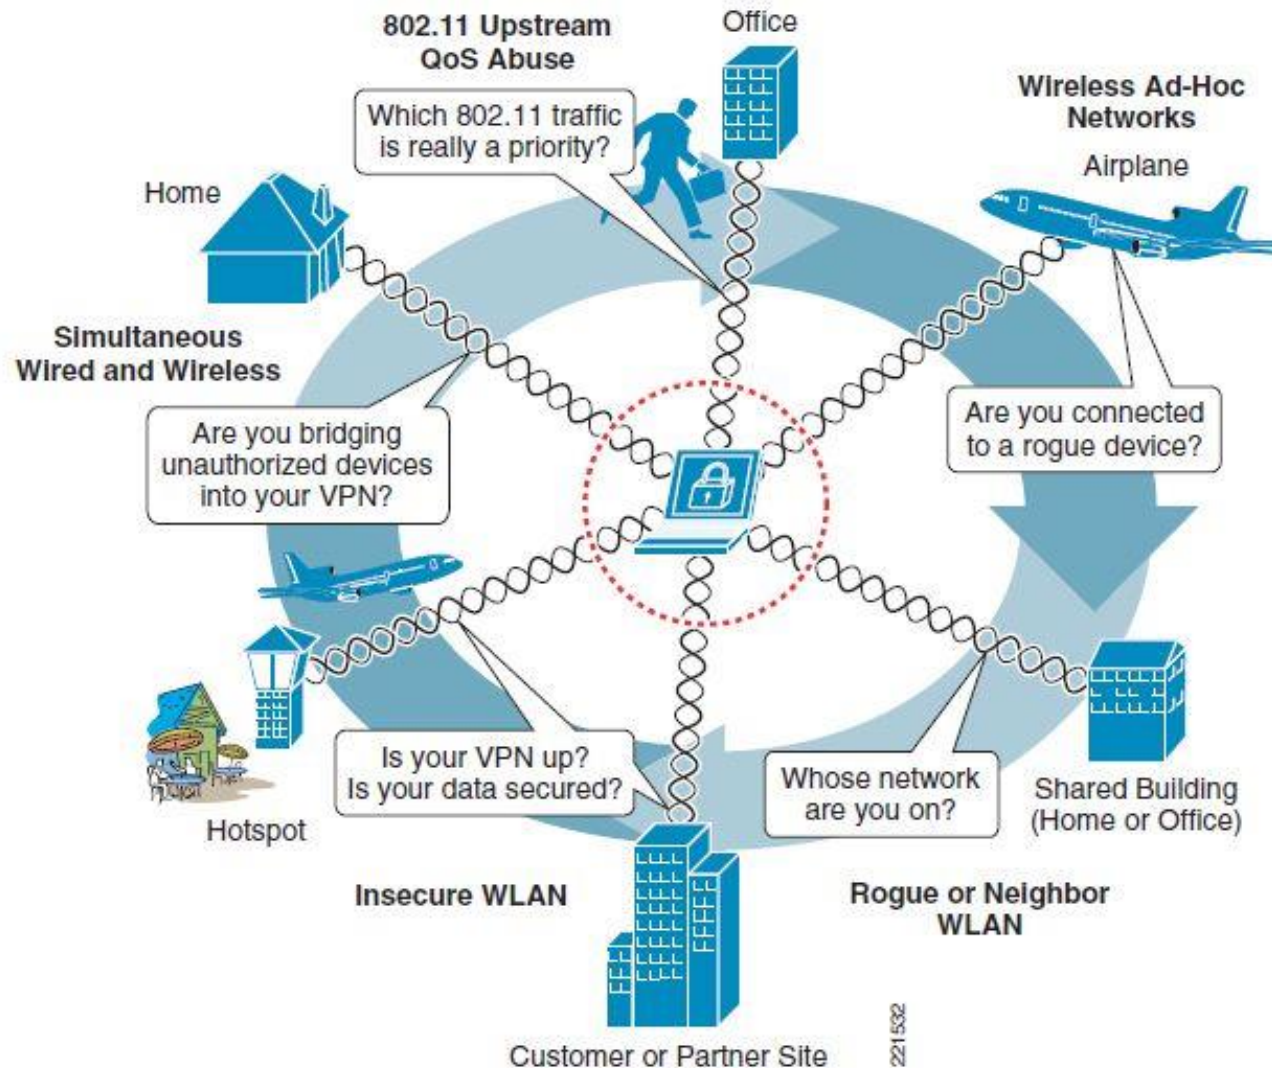 802.11 Upstream
QoS Abuse
Office
Which 802.11 traffic
is really a priority?
Wireless Ad-Hoc
Networks
Airplane
Home
Simultaneous
Wired and Wireless
Are you bridging
unauthorized devices
into your VPN?
Are you connected
to a rogue device?
Is your VPN up?
Is your data secured?
Whose network
are you on?
Shared Building
(Home or Office)
Hotspot
Insecure WLAN
Rogue or Neighbor
WLAN
Customer or Partner Site
221532